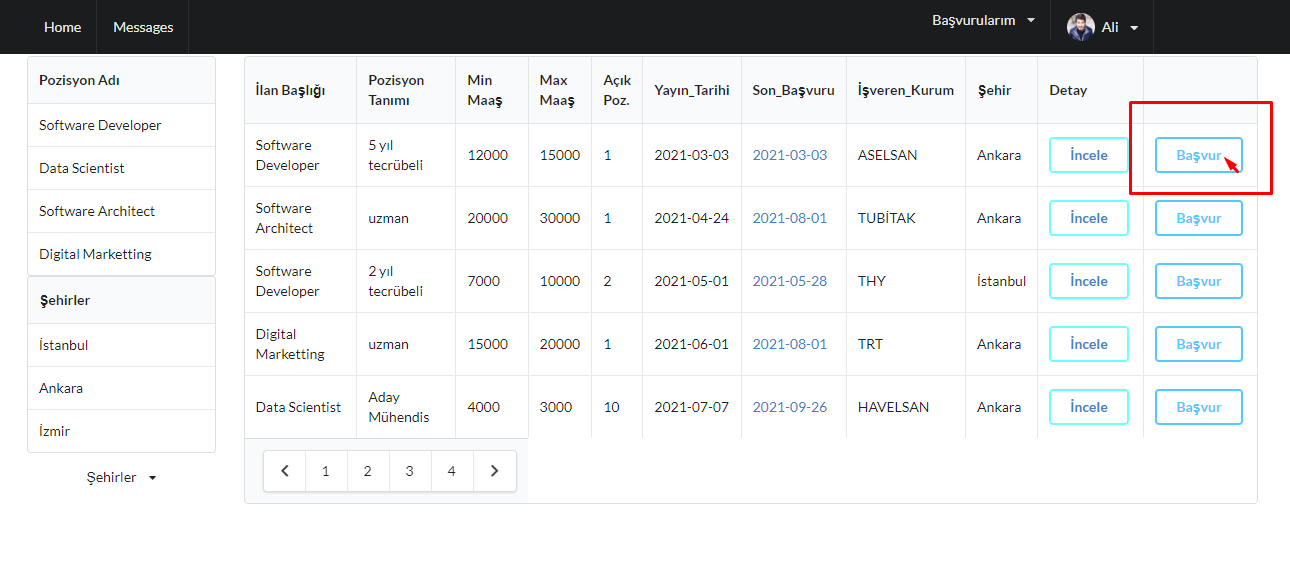 Home
Messages
Başvurularım
Ali
Pozisyon Adı
Software Developer
Data Scientist
Software Architect
Digital Marketting
Şehirler
İstanbul
Ankara
İzmir
Şehirler
İlan Başlığı
Pozisyon
Tanımı
Min
Maaş
Max
Maaş
Açık
Poz.
Yayın_Tarihi
Son_Başvuru
İşveren_Kurum
Şehir
Detay
Software
Developer
5 yıl
tecrübeli
12000
15000
1
2021-03-03
2021-03-03
ASELSAN
Ankara
İncele
Başvur
Software
Architect
uzman
20000
30000
1
2021-04-24
2021-08-01
TUBİTAK
Ankara
İncele
Başvur
Software
Developer
2 yıl
tecrübeli
7000
10000
2
2021-05-01
2021-05-28
THY
İstanbul
İncele
Başvur
Digital
Marketting
uzman
15000
20000
1
2021-06-01
2021-08-01
TRT
Ankara
İncele
Başvur
Data Scientist
Aday
Mühendis
4000
3000
10
2021-07-07
2021-09-26
HAVELSAN
Ankara
İncele
Başvur
1
2
3
4